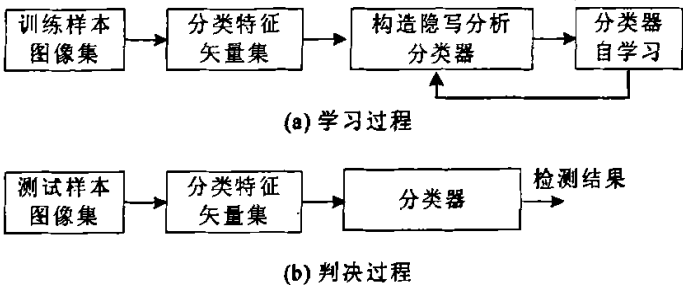 训练样本
图像集
分类特征
矢量集
构造隐写分析
分类器
分类器
自学习
(a) 学习过程
测试样本
图像集
分类特征
矢量集
分类器
检测结果
(b) 判决过程